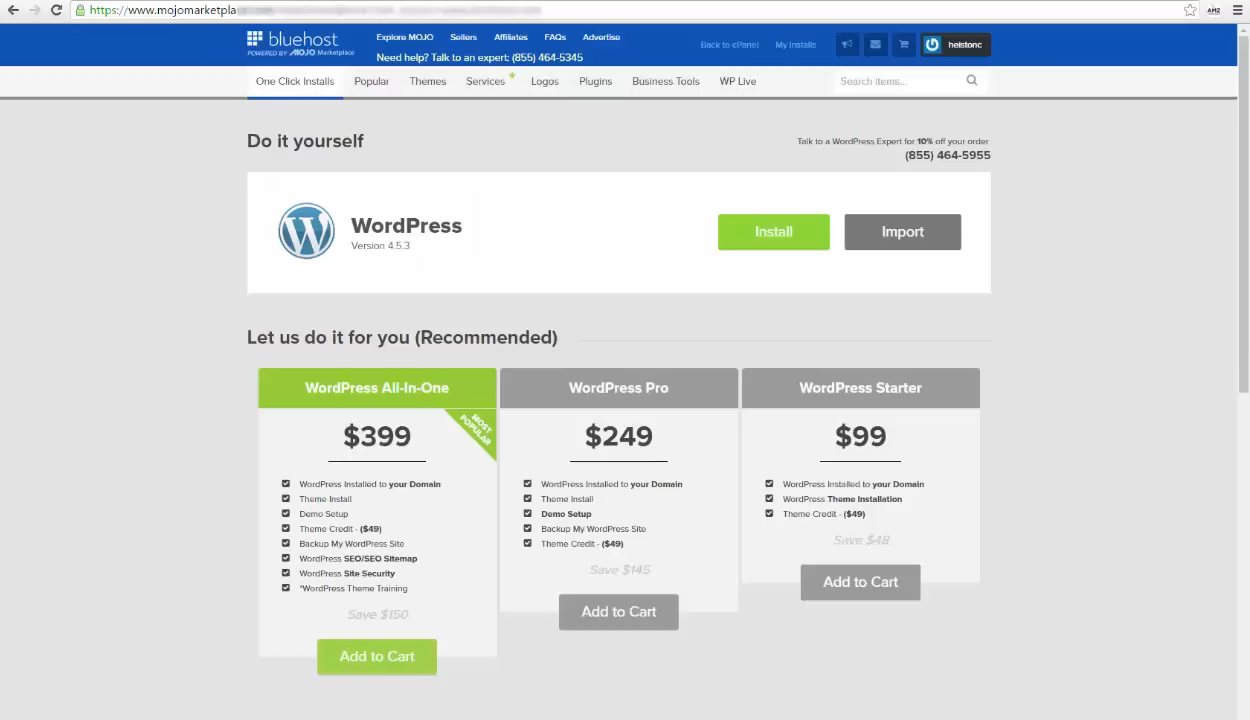 https://www.mojomarketpla
AMZ
bluehost
POWERED BY MOJO Marketplace
Explore MOJO Sellers Affiliates FAQs Advertise
Need help? Talk to an expert: (855) 464-5345
Back to cPanel My Installs
heistonc
One Click Installs Popular Themes Services Logos Plugins Business Tools WP Live
Search items...
Do it yourself
Talk to a WordPress Expert for 10% off your order
(855) 464-5955
WordPress
Version 4.5.3
Install
Import
Let us do it for you (Recommended)
WordPress All-In-One
MOST POPULAR
$399
WordPress Installed to your Domain
Theme Install
Demo Setup
Theme Credit - ($49)
Backup My WordPress Site
WordPress SEO/SEO Sitemap
WordPress Site Security
*WordPress Theme Training
Save $150
Add to Cart
WordPress Pro
$249
WordPress Installed to your Domain
Theme Install
Demo Setup
Backup My WordPress Site
Theme Credit - ($49)
Save $145
Add to Cart
WordPress Starter
$99
WordPress Installed to your Domain
WordPress Theme Installation
Theme Credit - ($49)
Save $48
Add to Cart